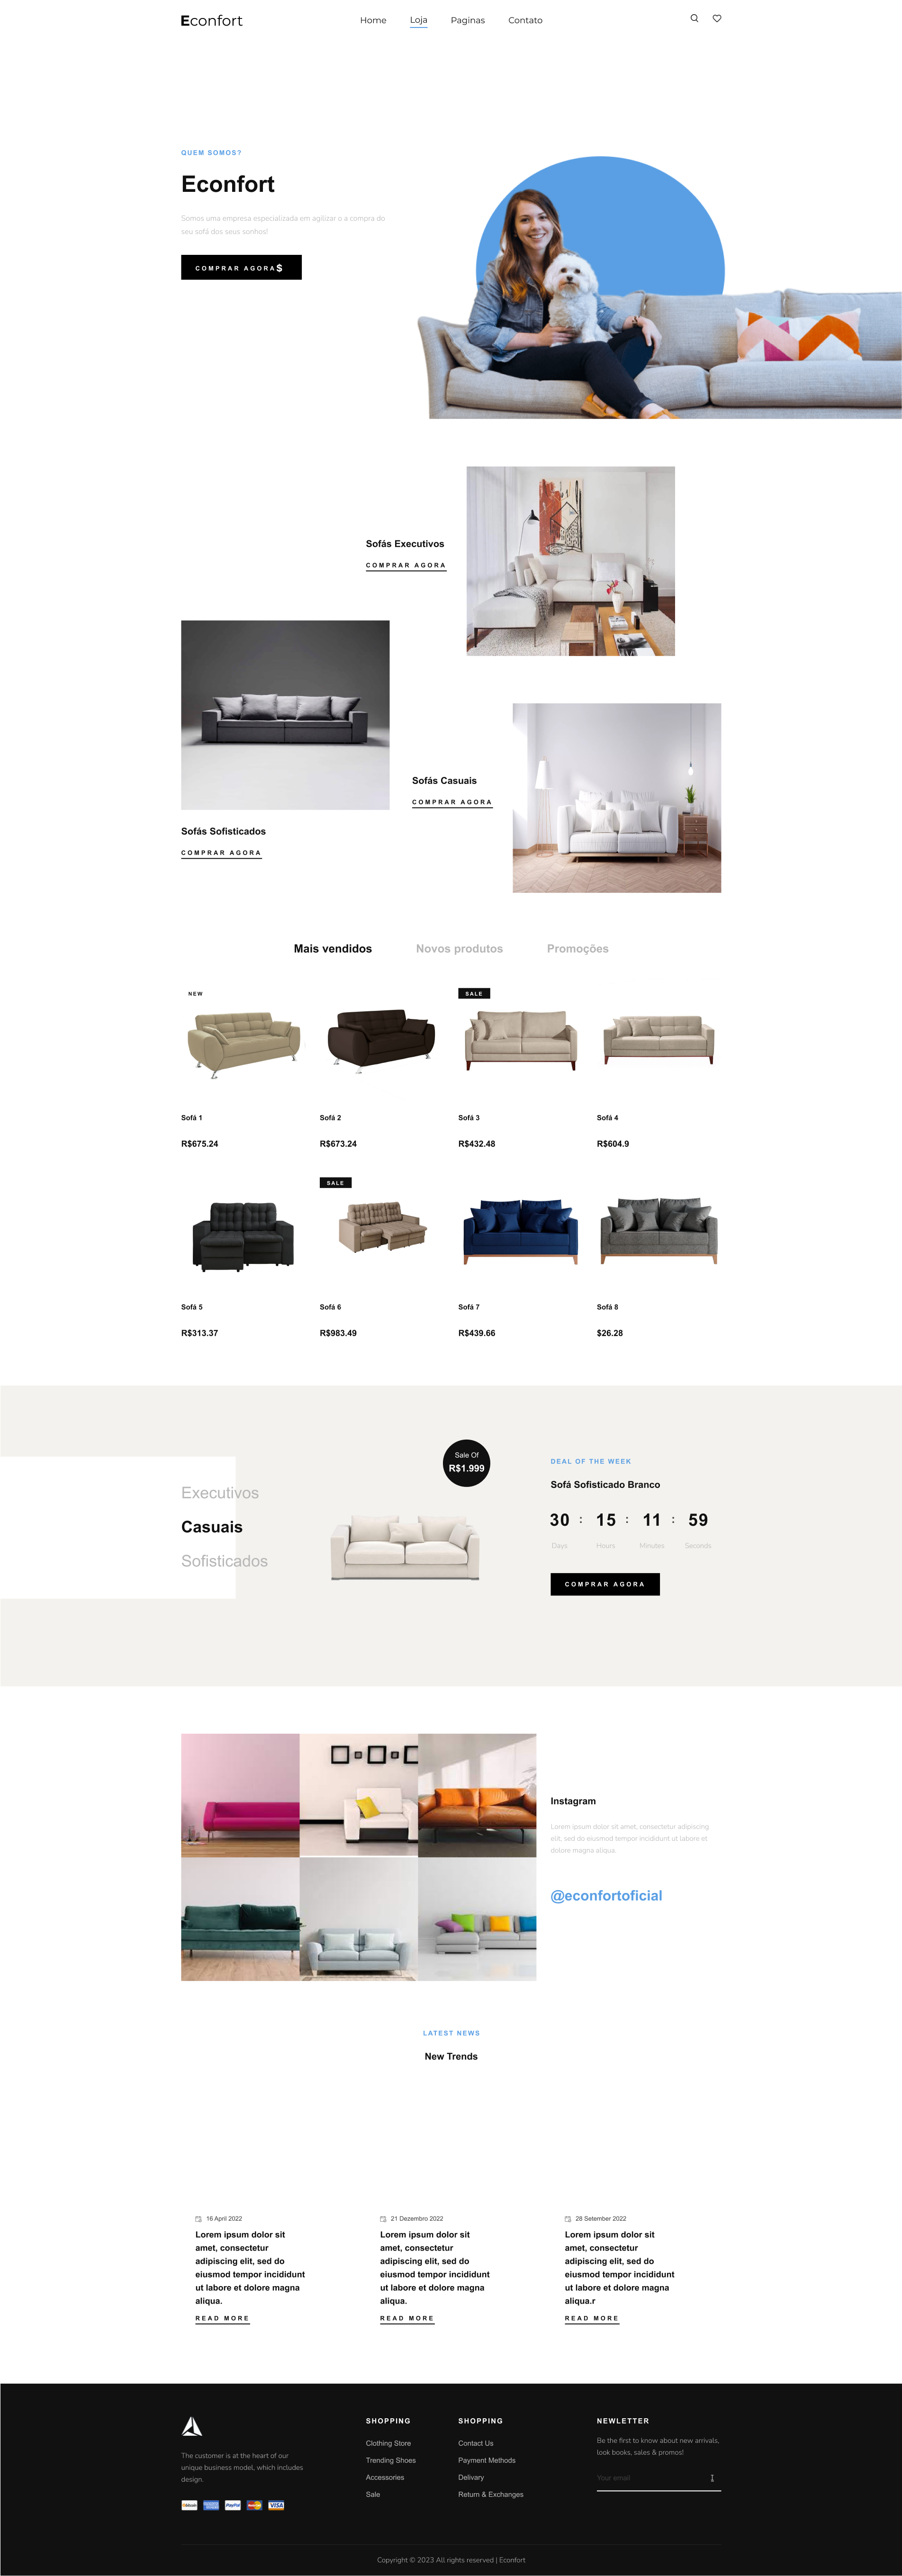 Econfort
Home Loja Paginas Contato
QUEM SOMOS?
Econfort
Somos uma empresa especializada em agilizar o a compra do
seu sofá dos seus sonhos!
COMPRAR AGORA$
Sofás Executivos
COMPRAR AGORA
Sofás Casuais
COMPRAR AGORA
Sofás Sofisticados
COMPRAR AGORA
Mais vendidos Novos produtos Promoções
NEW
SALE
Sofá 1 Sofá 2 Sofá 3 Sofá 4
R$675.24 R$673.24 R$432.48 R$604.9
SALE
Sofá 5 Sofá 6 Sofá 7 Sofá 8
R$313.37 R$983.49 R$439.66 $26.28
Executivos
Casuais
Sofisticados
Sale Of
R$1.999
DEAL OF THE WEEK
Sofá Sofisticado Branco
30 : 15 : 11 : 59
Days Hours Minutes Seconds
COMPRAR AGORA
Instagram
Lorem ipsum dolor sit amet, consectetur adipiscing
elit, sed do eiusmod tempor incididunt ut labore et
dolore magna aliqua.
@econfortoficial
LATEST NEWS
New Trends
16 April 2022
Lorem ipsum dolor sit
amet, consectetur
adipiscing elit, sed do
eiusmod tempor incididunt
ut labore et dolore magna
aliqua.
READ MORE
21 Dezembro 2022
Lorem ipsum dolor sit
amet, consectetur
adipiscing elit, sed do
eiusmod tempor incididunt
ut labore et dolore magna
aliqua.
READ MORE
28 Setember 2022
Lorem ipsum dolor sit
amet, consectetur
adipiscing elit, sed do
eiusmod tempor incididunt
ut labore et dolore magna
aliqua.r
READ MORE
The customer is at the heart of our
unique business model, which includes
design.
PayPal
VISA
SHOPPING
Clothing Store
Trending Shoes
Accessories
Sale
SHOPPING
Contact Us
Payment Methods
Delivary
Return & Exchanges
NEWLETTER
Be the first to know about new arrivals,
look books, sales & promos!
Your email
Copyright © 2023 All rights reserved | Econfort